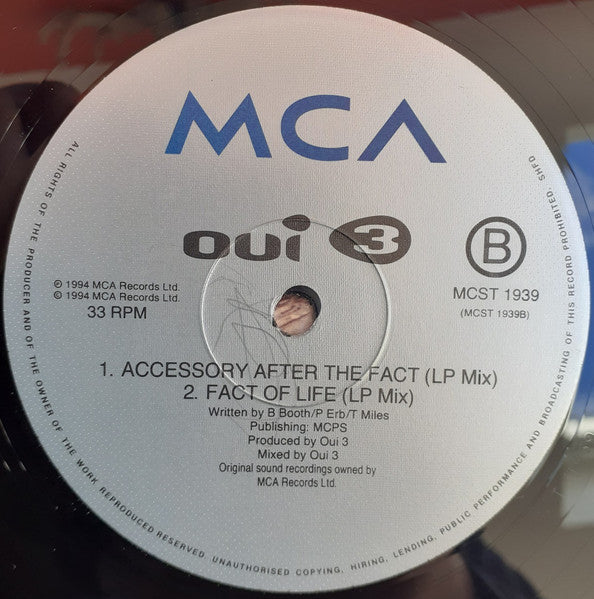 MCA
oui 3
B
℗ 1994 MCA Records Ltd.
© 1994 MCA Records Ltd.
33 RPM
MCST 1939
(MCST 1939B)
1. ACCESSORY AFTER THE FACT (LP Mix)
2. FACT OF LIFE (LP Mix)
Written by B Booth/P Erb/T Miles
Publishing: MCPS
Produced by Oui 3
Mixed by Oui 3
Original sound recordings owned by
MCA Records Ltd.
ALL RIGHTS OF THE PRODUCER AND OF THE OWNER OF THE WORK REPRODUCED RESERVED. UNAUTHORISED COPYING, HIRING, LENDING, PUBLIC PERFORMANCE AND BROADCASTING OF THIS RECORD PROHIBITED. SHFD